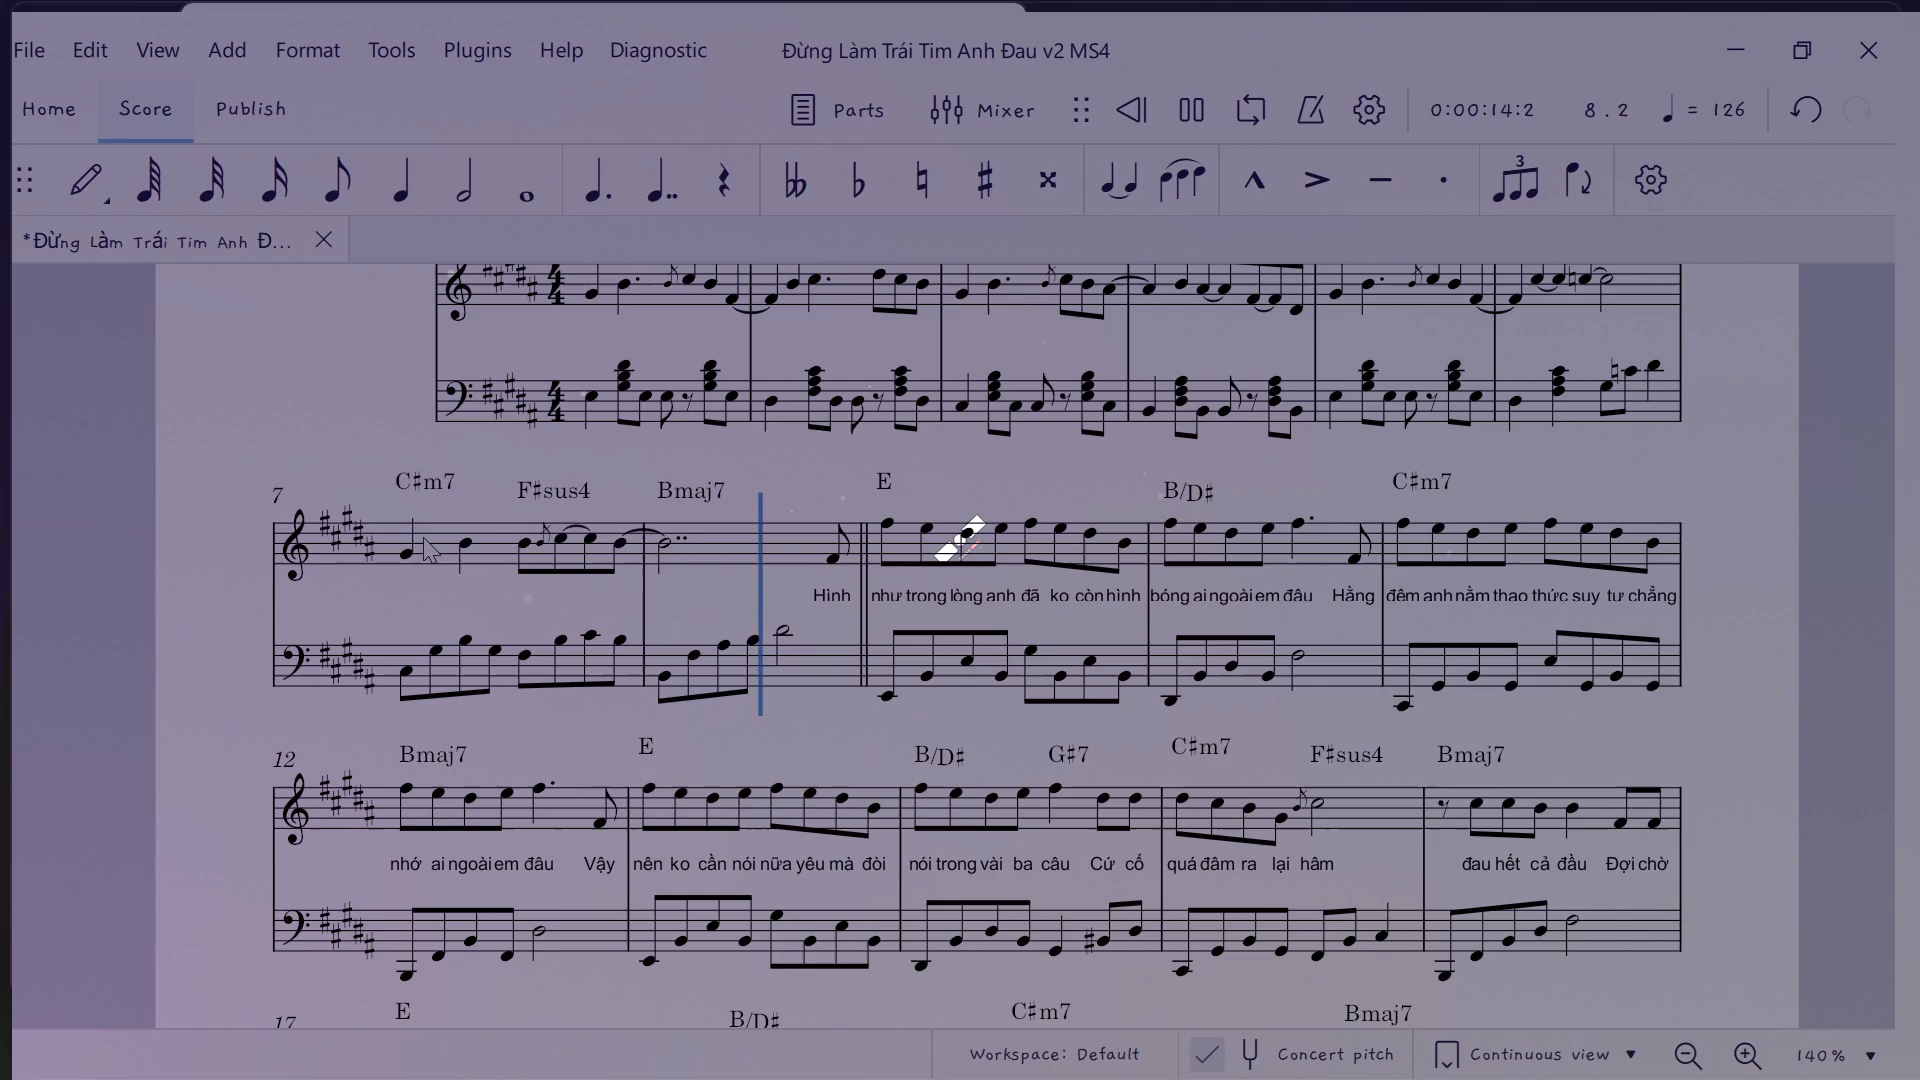 File Edit View Add Format Tools Plugins Help Diagnostic Đừng Làm Trái Tim Anh Đau v2 MS4
Home Score Publish Parts Mixer 0:00:14:2 8 . 2 = 126
3
*Đừng Làm Trái Tim Anh Đ...
7 C♯m7 F♯sus4 Bmaj7 E B/D♯ C♯m7
Hình như trong lòng anh đã ko còn hình bóng ai ngoài em đâu Hằng đêm anh nằm thao thức suy tư chẳng
12 Bmaj7 E B/D♯ G♯7 C♯m7 F♯sus4 Bmaj7
nhớ ai ngoài em đâu Vậy nên ko cần nói nữa yêu mà đòi nói trong vài ba câu Cứ cố quá đâm ra lại hâm đau hết cả đầu Đợi chờ
17 E B/D♯ C♯m7 Bmaj7
Workspace: Default Concert pitch Continuous view 140%